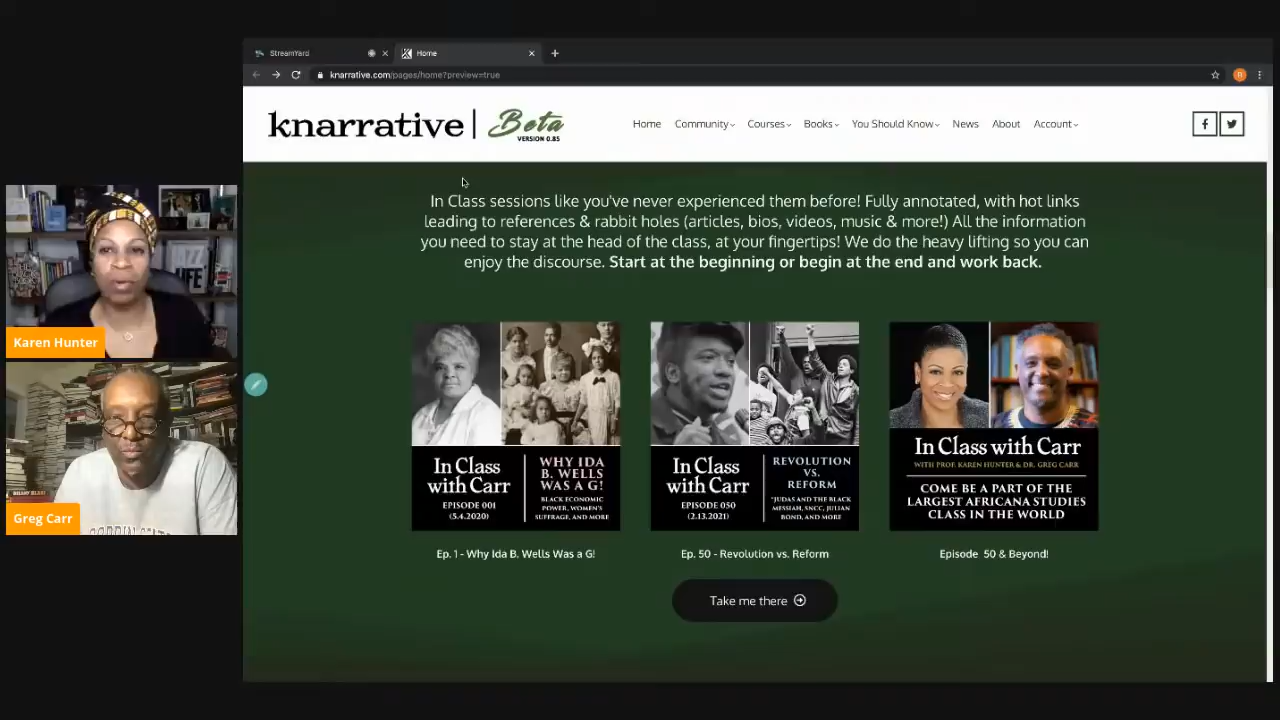 StreamYard
Home
knarrative.com/pages/home?preview=true
B
knarrative | Beta
VERSION 0.85
Home Community Courses Books You Should Know News About Account
In Class sessions like you've never experienced them before! Fully annotated, with hot links
leading to references & rabbit holes (articles, bios, videos, music & more!) All the information
you need to stay at the head of the class, at your fingertips! We do the heavy lifting so you can
enjoy the discourse. Start at the beginning or begin at the end and work back.
Karen Hunter
Greg Carr
In Class
with Carr
EPISODE 001
(5.4.2020)
WHY IDA
B. WELLS
WAS A G!
BLACK ECONOMIC
POWER, WOMEN'S
SUFFRAGE, AND MORE
Ep. 1 - Why Ida B. Wells Was a G!
In Class
with Carr
EPISODE 050
(2.13.2021)
REVOLUTION
VS.
REFORM
"JUDAS AND THE BLACK
MESSIAH, SNCC, JULIAN
BOND, AND MORE
Ep. 50 - Revolution vs. Reform
In Class with Carr
WITH PROF. KAREN HUNTER & DR. GREG CARR
COME BE A PART OF THE
LARGEST AFRICANA STUDIES
CLASS IN THE WORLD
Episode 50 & Beyond!
Take me there